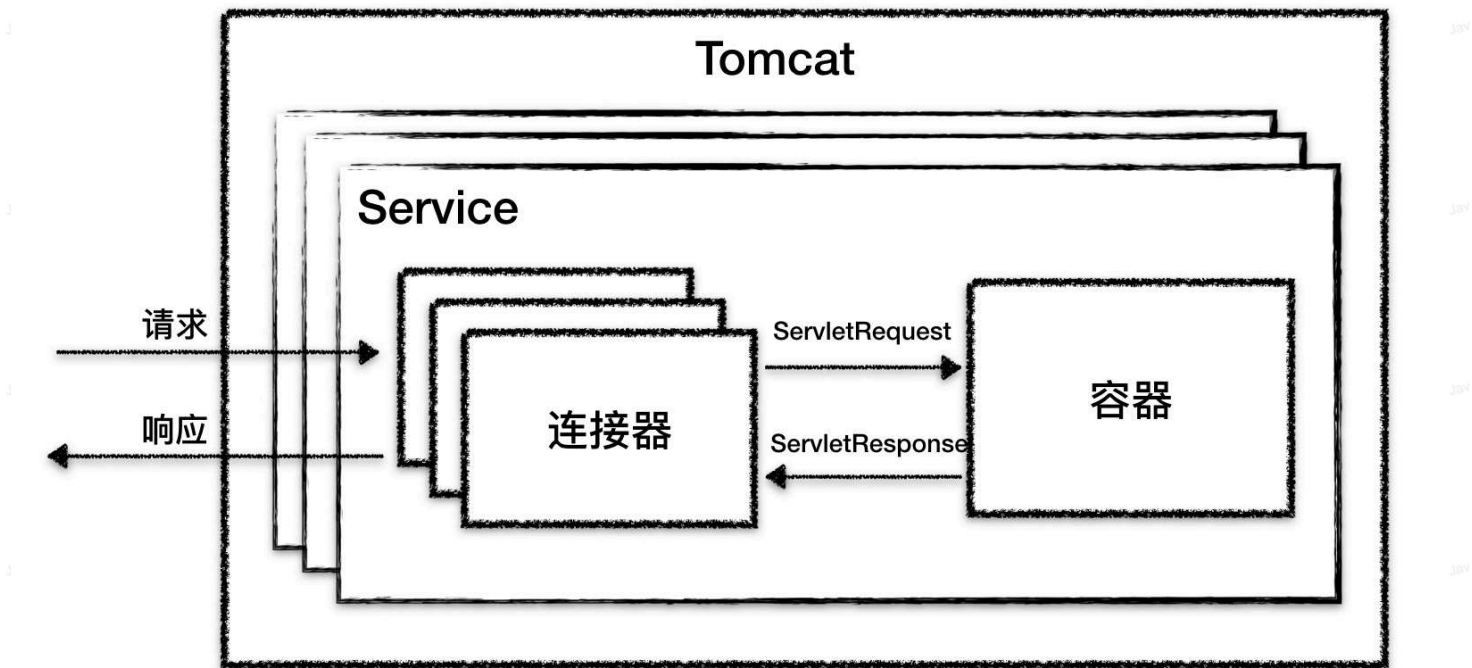 Tomcat
Service
请求
ServletRequest
容器
响应
连接器
ServletResponse